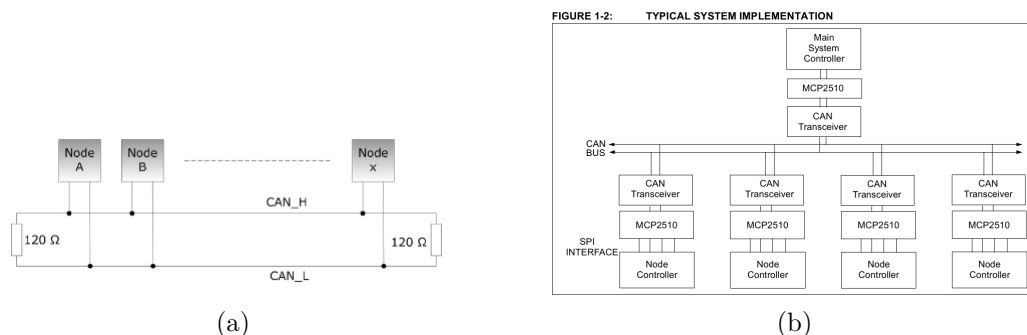 Node
A
Node
B
Node
x
CAN_H
120 Ω
120 Ω
CAN_L
(a)
FIGURE 1-2: TYPICAL SYSTEM IMPLEMENTATION
Main
System
Controller
MCP2510
CAN
Transceiver
CAN
BUS
CAN
Transceiver
CAN
Transceiver
CAN
Transceiver
CAN
Transceiver
MCP2510
MCP2510
MCP2510
MCP2510
SPI
INTERFACE
Node
Controller
Node
Controller
Node
Controller
Node
Controller
(b)